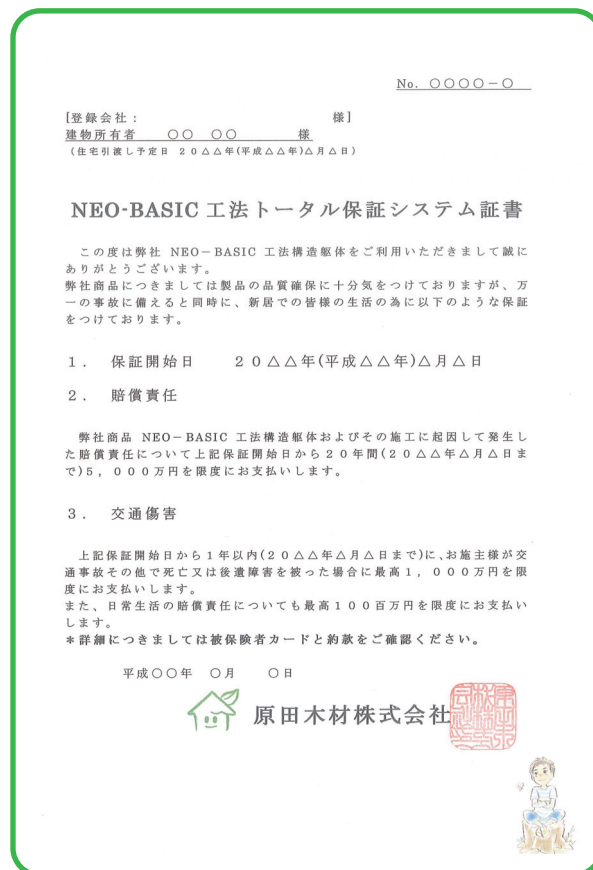 No. ○○○○－○
[登録会社：　　　　　　　　　　様]
建物所有者　○○　○○　　　様
(住宅引渡し予定日 20△△年(平成△△年)△月△日)
NEO-BASIC 工法トータル保証システム証書
この度は弊社 NEO－BASIC 工法構造躯体をご利用いただきまして誠に
ありがとうございます。
弊社商品につきましては製品の品質確保に十分気をつけておりますが、万
一の事故に備えると同時に、新居での皆様の生活の為に以下のような保証
をつけております。
1．　保証開始日　　20△△年(平成△△年)△月△日
2．　賠償責任
弊社商品 NEO－BASIC 工法構造躯体およびその施工に起因して発生し
た賠償責任について上記保証開始日から20年間(20△△年△月△日ま
で)5，000万円を限度にお支払いします。
3．　交通傷害
上記保証開始日から1年以内(20△△年△月△日まで)に、お施主様が交
通事故その他で死亡又は後遺障害を被った場合に最高1，000万円を限
度にお支払いします。
また、日常生活の賠償責任についても最高100百万円を限度にお支払い
します。
＊詳細につきましては被保険者カードと約款をご確認ください。
平成○○年　○月　　○日
原田木材株式会社